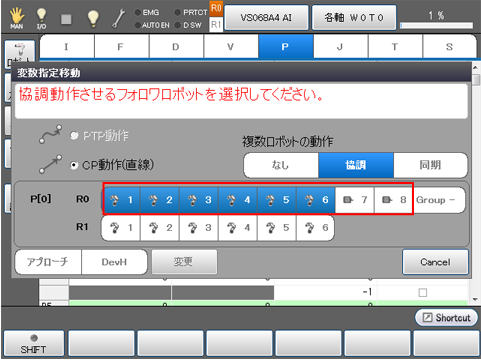 MAN I/O EMG AUTO EN PRTCT D SW R0 R1 VS068A4 AI 各軸 W0T0 1 %
I F D V P J T S
ロボット
変数指定移動
協調動作させるフォロワロボットを選択してください。
PTP動作
複数ロボットの動作
CP動作(直線)
なし 協調 同期
P[0] R0 1 2 3 4 5 6 7 8 Group -
R1 1 2 3 4 5 6
アプローチ DevH 変更 Cancel
-1
Shortcut
SHIFT